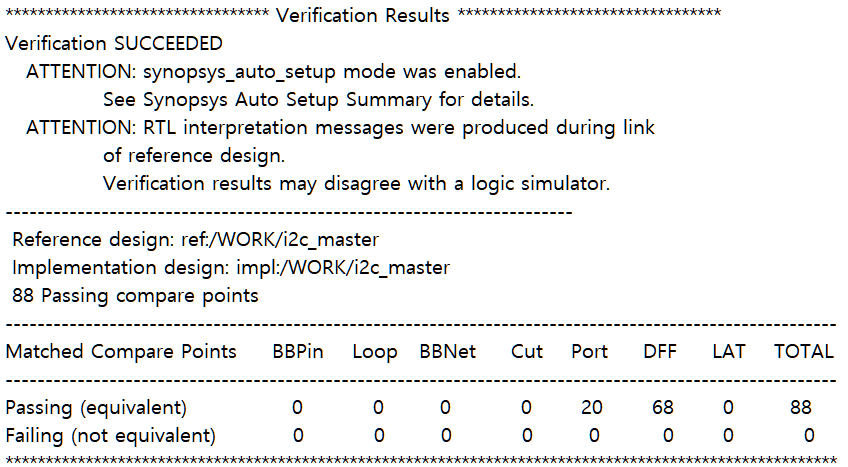 ********************************* Verification Results *********************************
Verification SUCCEEDED
ATTENTION: synopsys_auto_setup mode was enabled.
See Synopsys Auto Setup Summary for details.
ATTENTION: RTL interpretation messages were produced during link
of reference design.
Verification results may disagree with a logic simulator.
-----------------------------------------------------------------------
Reference design: ref:/WORK/i2c_master
Implementation design: impl:/WORK/i2c_master
88 Passing compare points
--------------------------------------------------------------------------------------------------------
Matched Compare Points BBPin Loop BBNet Cut Port DFF LAT TOTAL
--------------------------------------------------------------------------------------------------------
Passing (equivalent) 0 0 0 0 20 68 0 88
Failing (not equivalent) 0 0 0 0 0 0 0 0
********************************************************************************************************